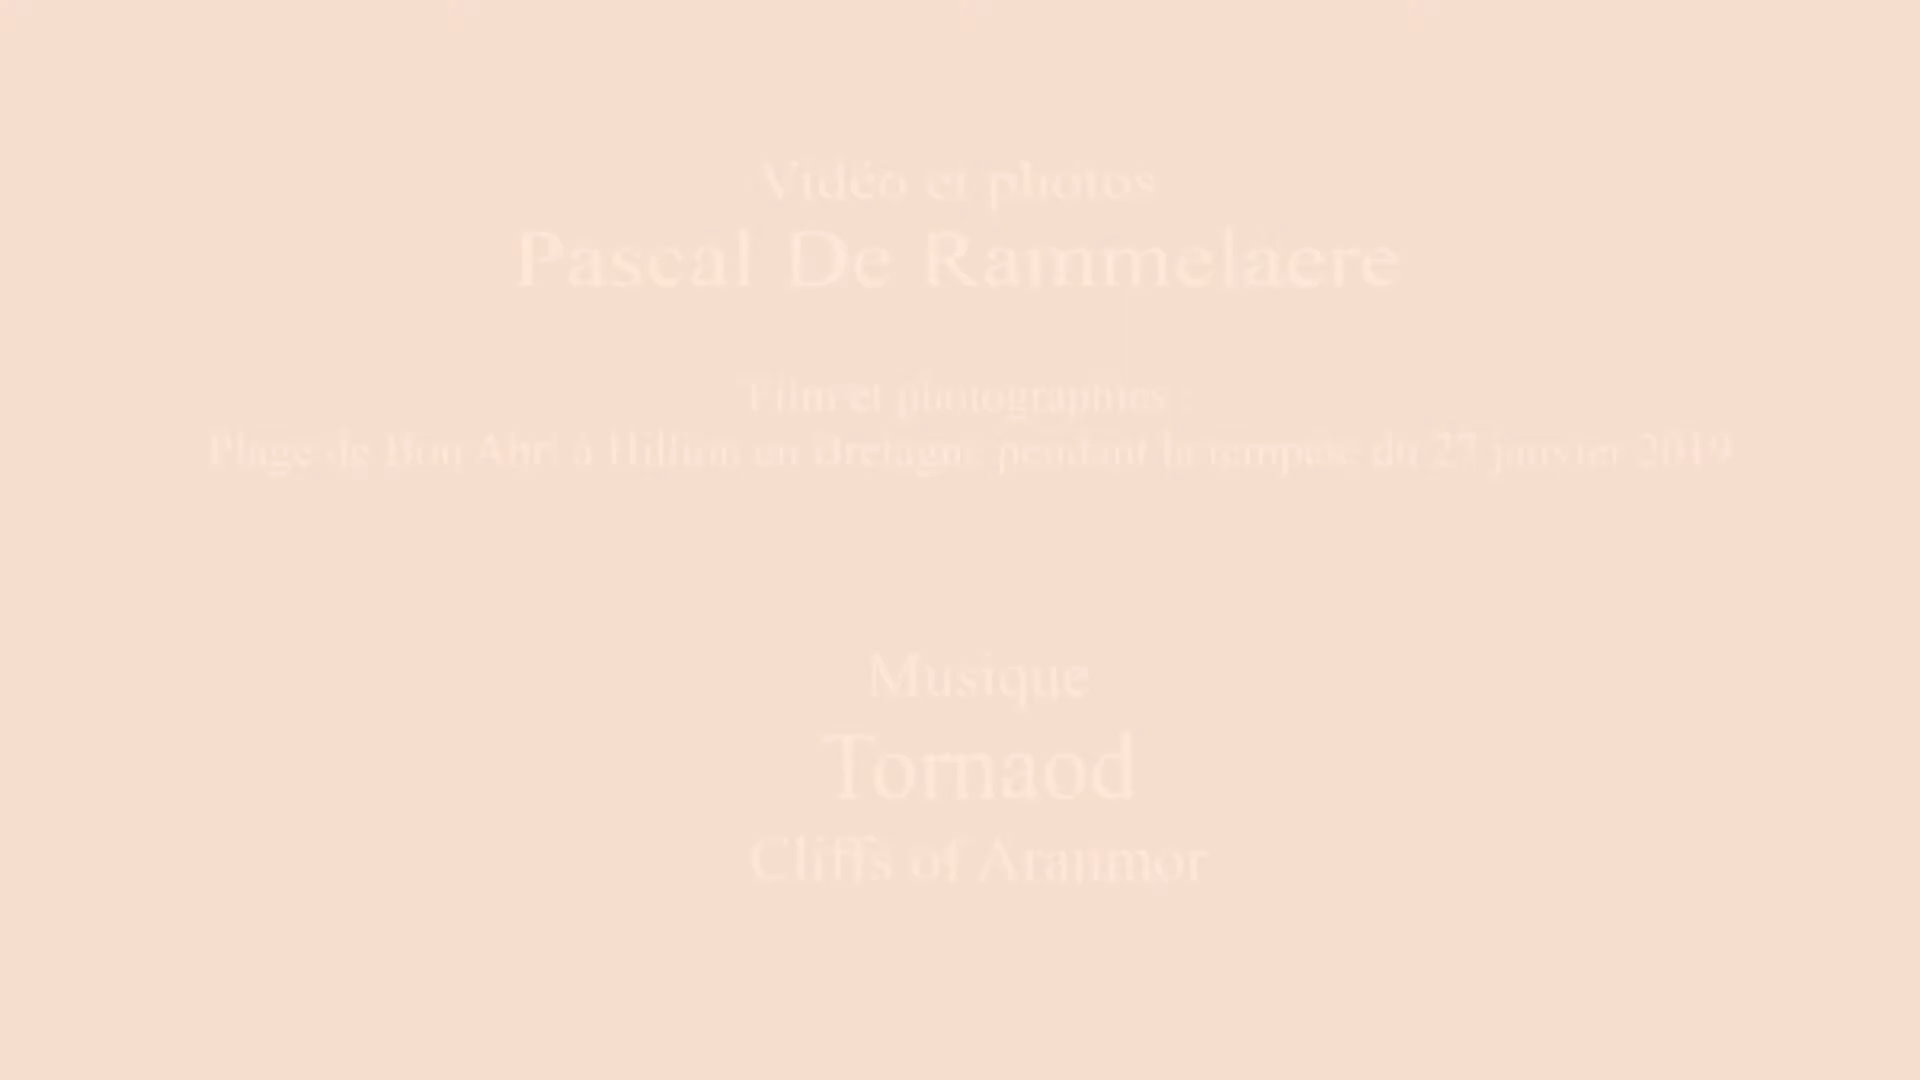 Vidéo et photos
Pascal De Rammelaere
Film et photographies :
Plage de Bon Abri à Hillion en Bretagne pendant la tempête du 27 janvier 2019
Musique
Tornaod
Cliffs of Aranmor